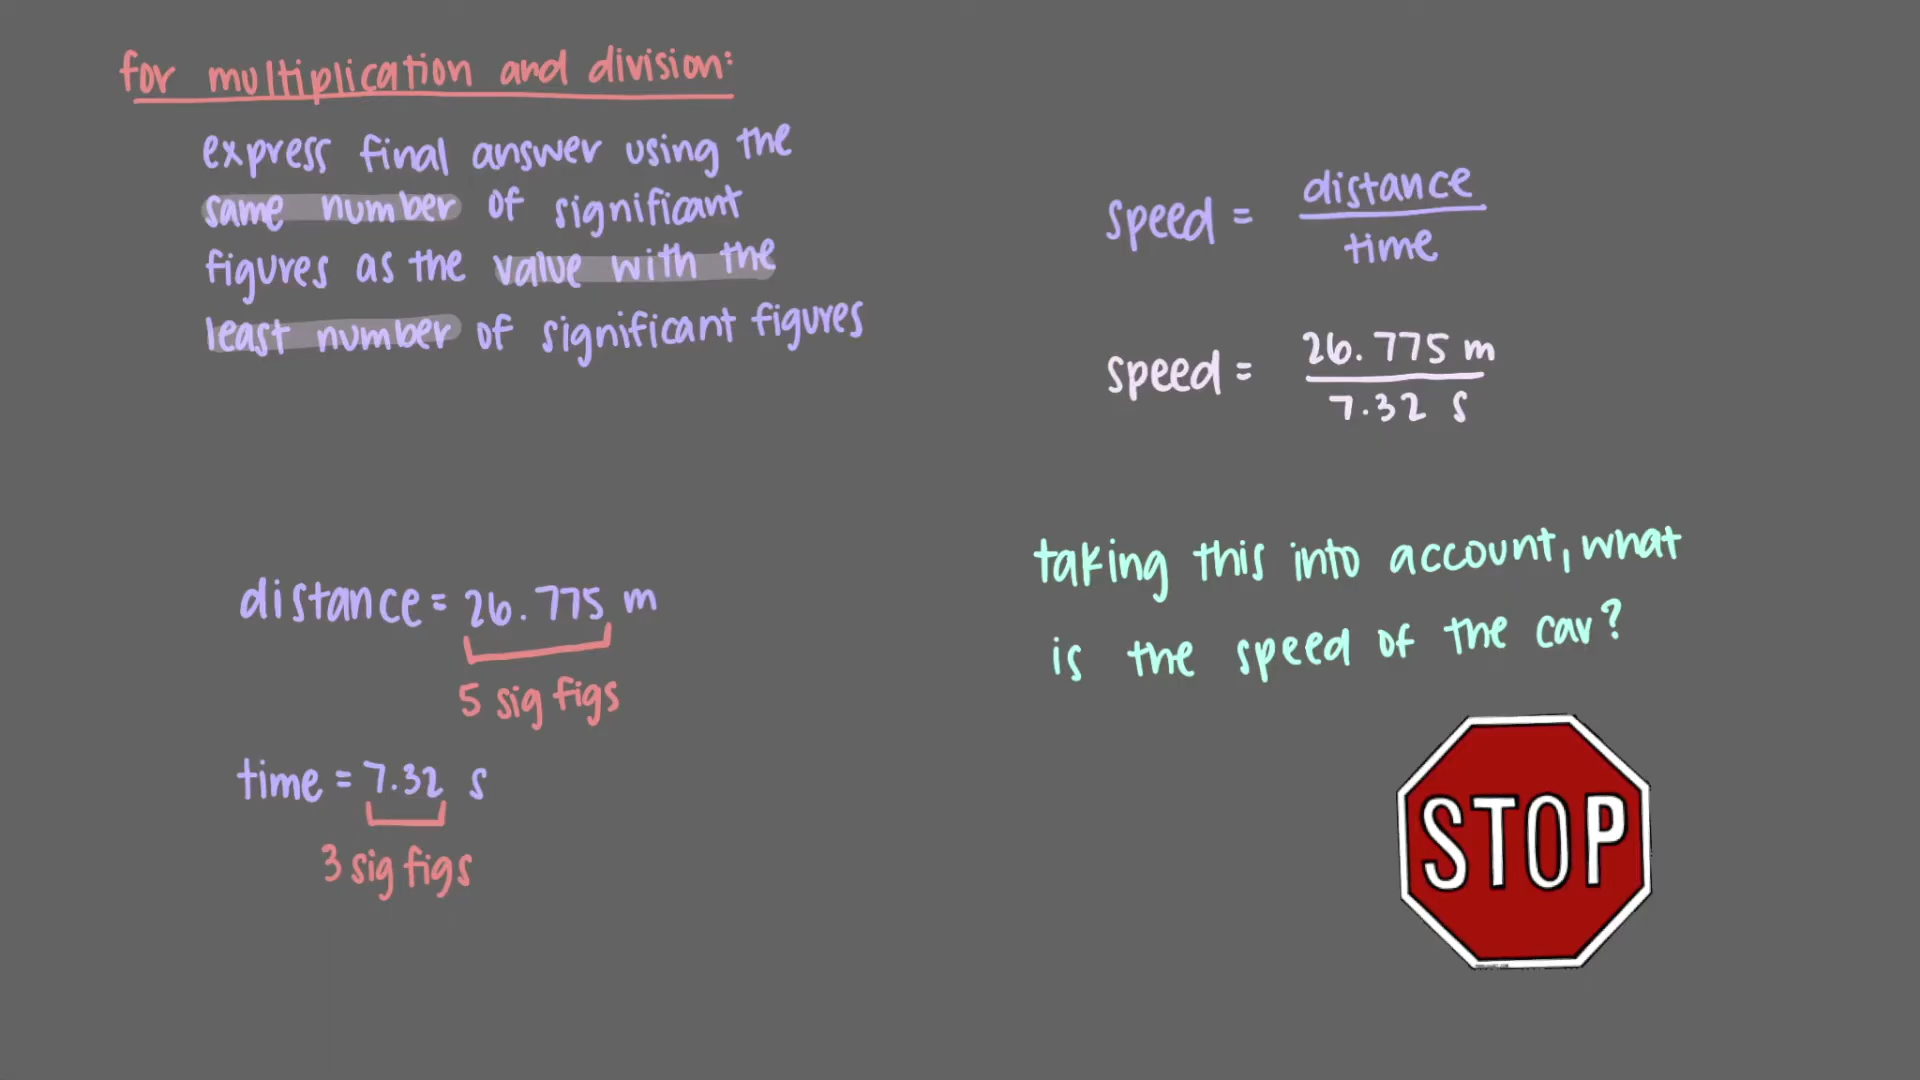 for multiplication and division:
express final answer using the
same number of significant
figures as the value with the
least number of significant figures
speed = distance
time
speed = 26.775 m
7.32 s
distance = 26.775 m
5 sig figs
time = 7.32 s
3 sig figs
taking this into account, what
is the speed of the car?
STOP